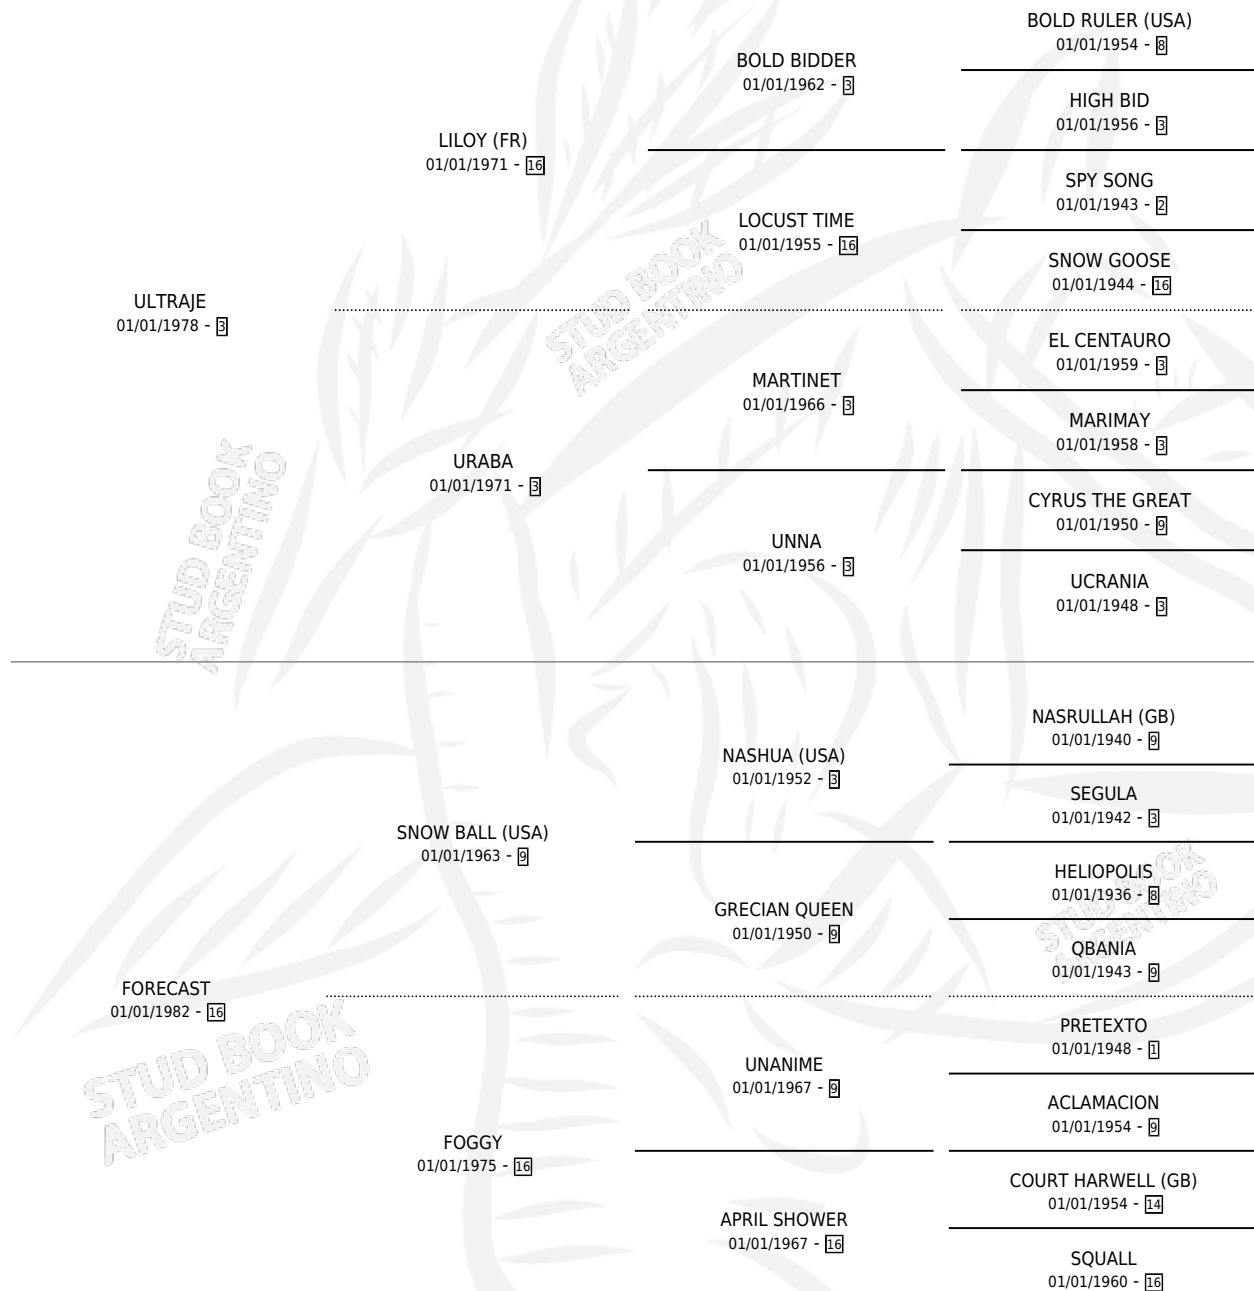 BOLD RULER (USA)
01/01/1954 - 8
BOLD BIDDER
01/01/1962 - 3
HIGH BID
01/01/1956 - 3
LILOY (FR)
01/01/1971 - 16
SPY SONG
01/01/1943 - 2
LOCUST TIME
01/01/1955 - 16
SNOW GOOSE
01/01/1944 - 16
ULTRAJE
01/01/1978 - 3
EL CENTAURO
01/01/1959 - 3
MARTINET
01/01/1966 - 3
MARIMAY
01/01/1958 - 3
URABA
01/01/1971 - 3
CYRUS THE GREAT
01/01/1950 - 9
UNNA
01/01/1956 - 3
UCRANIA
01/01/1948 - 3
NASRULLAH (GB)
01/01/1940 - 9
NASHUA (USA)
01/01/1952 - 3
SEGULA
01/01/1942 - 3
SNOW BALL (USA)
01/01/1963 - 9
HELIOPOLIS
01/01/1936 - 8
GRECIAN QUEEN
01/01/1950 - 9
QBANIA
01/01/1943 - 9
FORECAST
01/01/1982 - 16
PRETEXTO
01/01/1948 - 1
UNANIME
01/01/1967 - 9
ACLAMACION
01/01/1954 - 9
FOGGY
01/01/1975 - 16
COURT HARWELL (GB)
01/01/1954 - 14
APRIL SHOWER
01/01/1967 - 16
SQUALL
01/01/1960 - 16
STUD BOOK
ARGENTINO
STUD BOOK
ARGENTINO
STUD BOOK
ARGENTINO
STUD BOOK
ARGENTINO